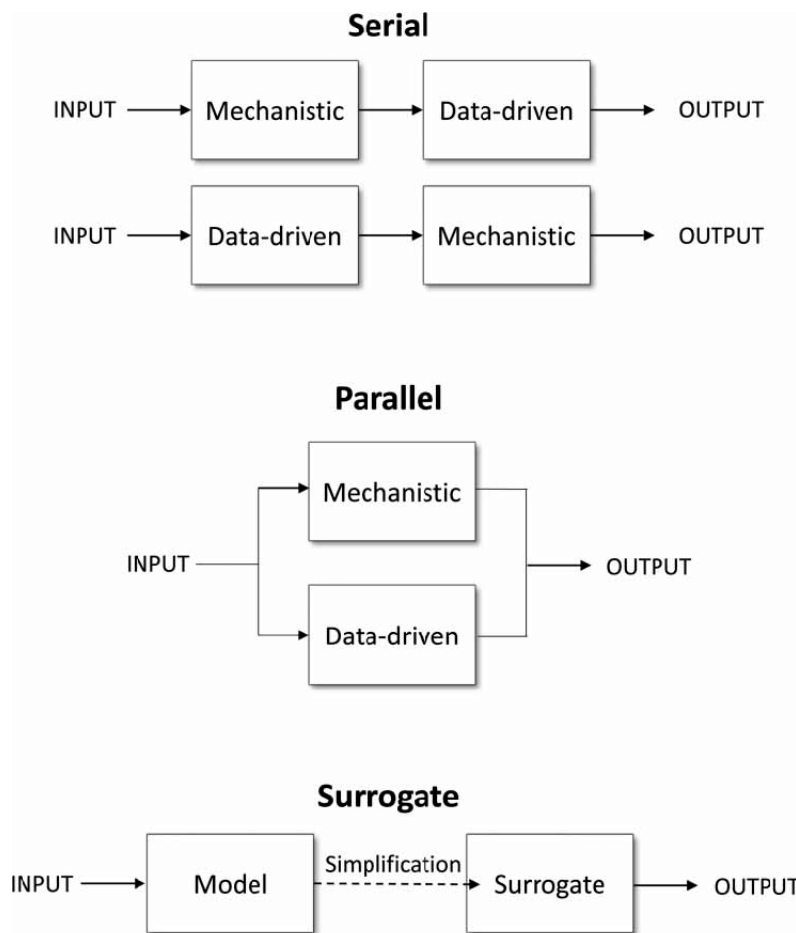 Serial
INPUT Mechanistic Data-driven OUTPUT
INPUT Data-driven Mechanistic OUTPUT
Parallel
Mechanistic
INPUT OUTPUT
Data-driven
Surrogate
Simplification
INPUT Model Surrogate OUTPUT